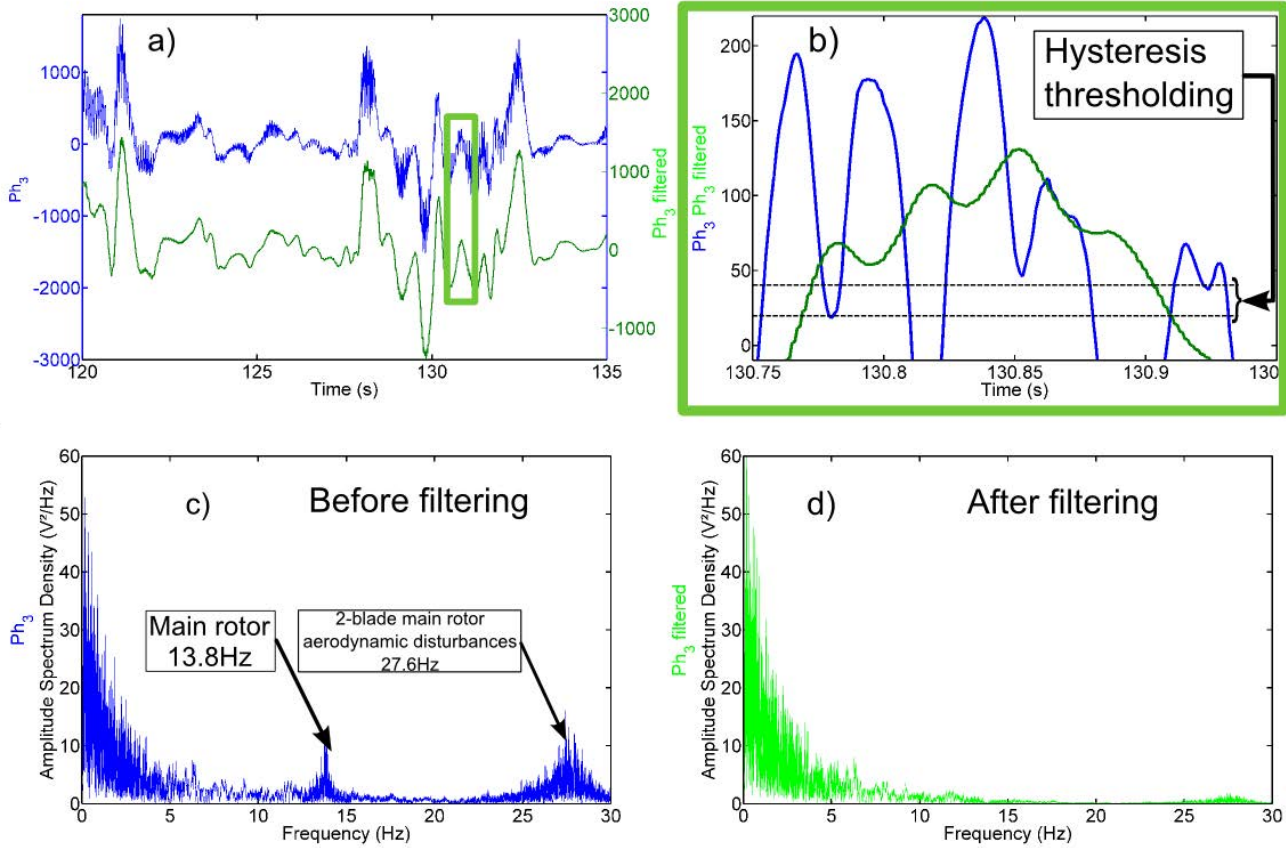 a)
1000
0
-1000
-2000
-3000
Ph3
120
125
130
135
Time (s)
3000
2000
1000
0
-1000
Ph3 filtered
b)
Hysteresis
thresholding
200
150
100
50
0
Ph3 Ph3 filtered
130.75
130.8
130.85
130.9
130
Time (s)
c)
Before filtering
60
50
40
30
20
10
0
Ph3
Amplitude Spectrum Density (V²/Hz)
Main rotor
13.8Hz
2-blade main rotor
aerodynamic disturbances
27.6Hz
0
5
10
15
20
25
30
Frequency (Hz)
d)
After filtering
60
50
40
30
20
10
0
Ph3 filtered
Amplitude Spectrum Density (V²/Hz)
0
5
10
15
20
25
30
Frequency (Hz)